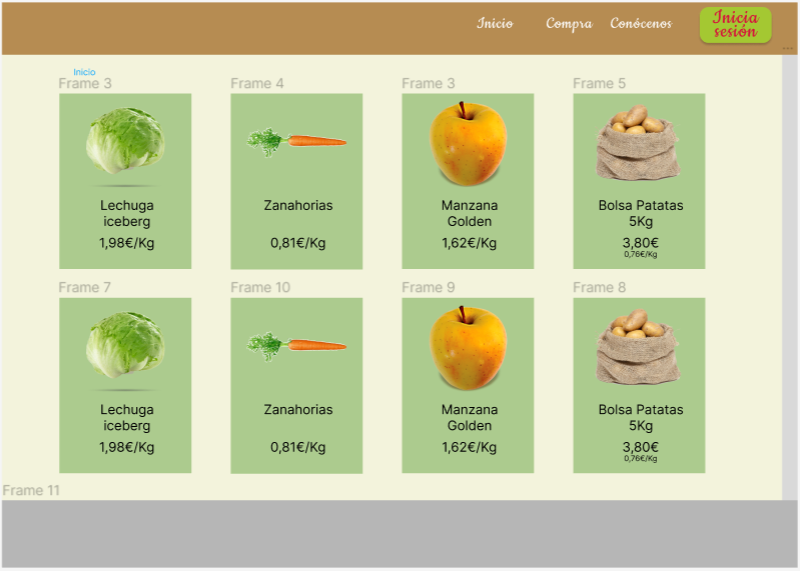 Inicio
Compra
Conócenos
Inicia
sesión
Inicio
Frame 3
Frame 4
Frame 3
Frame 5
Lechuga
iceberg
1,98€/Kg
Zanahorias
0,81€/Kg
Manzana
Golden
1,62€/Kg
Bolsa Patatas
5Kg
3,80€
0,76€/Kg
Frame 7
Frame 10
Frame 9
Frame 8
Lechuga
iceberg
1,98€/Kg
Zanahorias
0,81€/Kg
Manzana
Golden
1,62€/Kg
Bolsa Patatas
5Kg
3,80€
0,76€/Kg
Frame 11